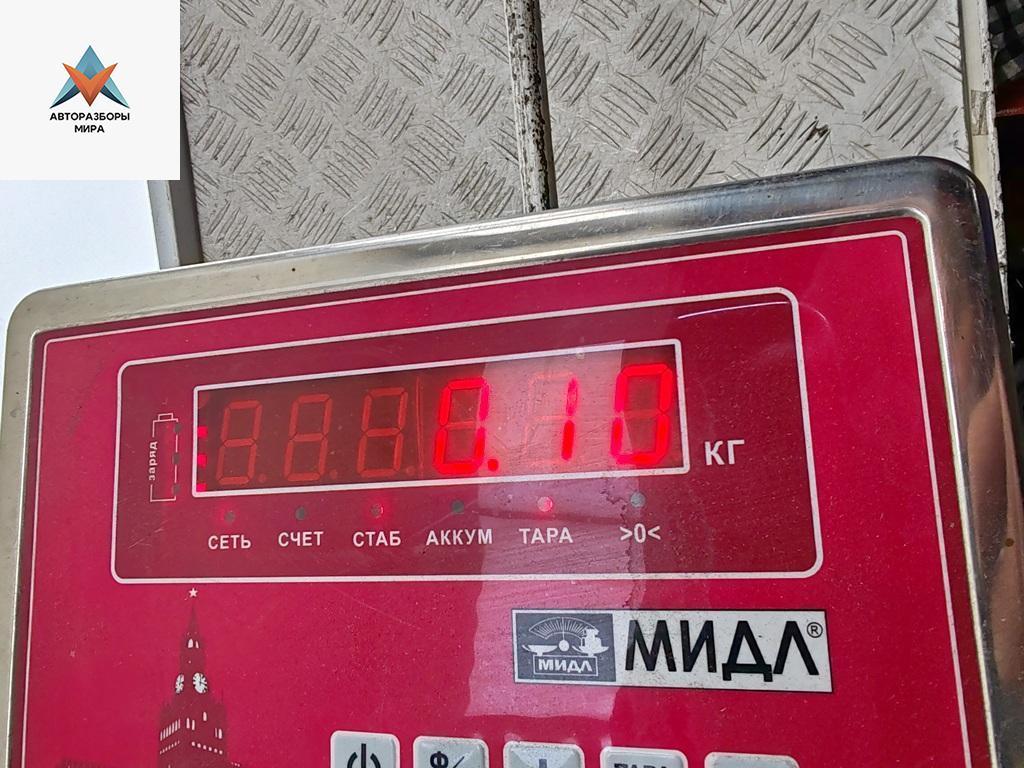 АВТОРАЗБОРЫ
МИРА
0.10
КГ
заряд
СЕТЬ СЧЕТ СТАБ АККУМ ТАРА >0<
МИДЛ МИДЛ®